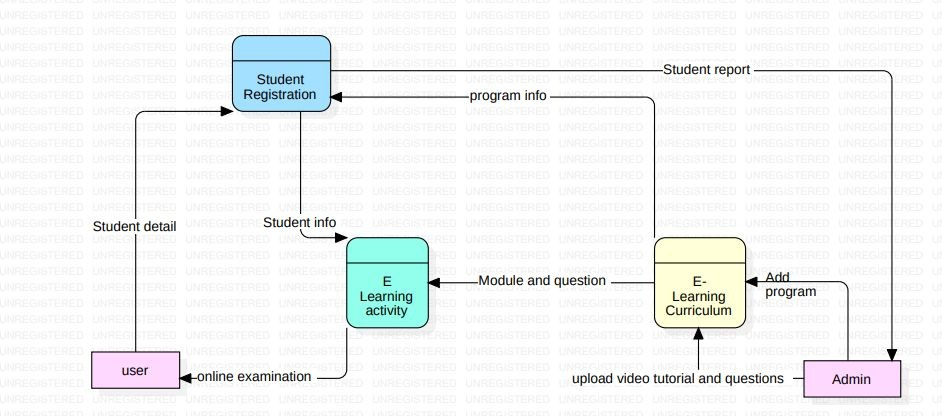 Student
Registration
Student report
program info
Student detail
Student info
E
Learning
activity
Module and question
E-
Learning
Curriculum
Add
program
user
online examination
upload video tutorial and questions
Admin
UNREGISTERED